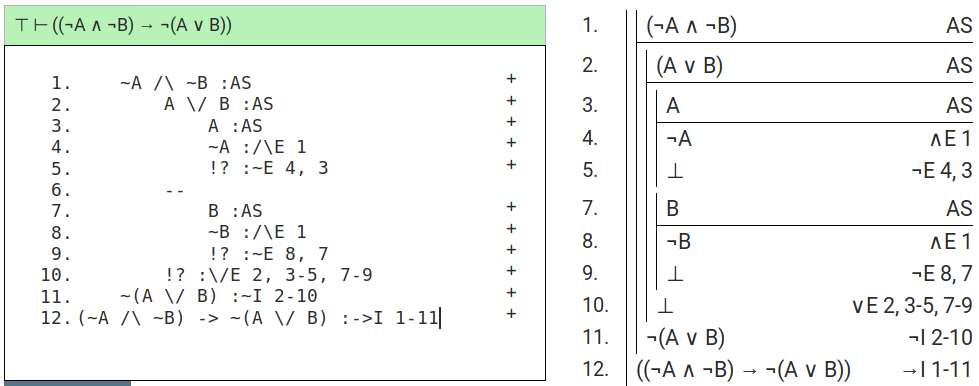 ⊤ ⊢ ((¬A ∧ ¬B) → ¬(A ∨ B))
1. ~A /\ ~B :AS +
2. A \/ B :AS +
3. A :AS +
4. ~A :/\E 1 +
5. !? :~E 4, 3 +
6. --
7. B :AS +
8. ~B :/\E 1 +
9. !? :~E 8, 7 +
10. !? :\/E 2, 3-5, 7-9 +
11. ~(A \/ B) :~I 2-10 +
12. (~A /\ ~B) -> ~(A \/ B) :->I 1-11 +
1. (¬A ∧ ¬B) AS
2. (A ∨ B) AS
3. A AS
4. ¬A ∧E 1
5. ⊥ ¬E 4, 3
7. B AS
8. ¬B ∧E 1
9. ⊥ ¬E 8, 7
10. ⊥ ∨E 2, 3-5, 7-9
11. ¬(A ∨ B) ¬I 2-10
12. ((¬A ∧ ¬B) → ¬(A ∨ B)) →I 1-11